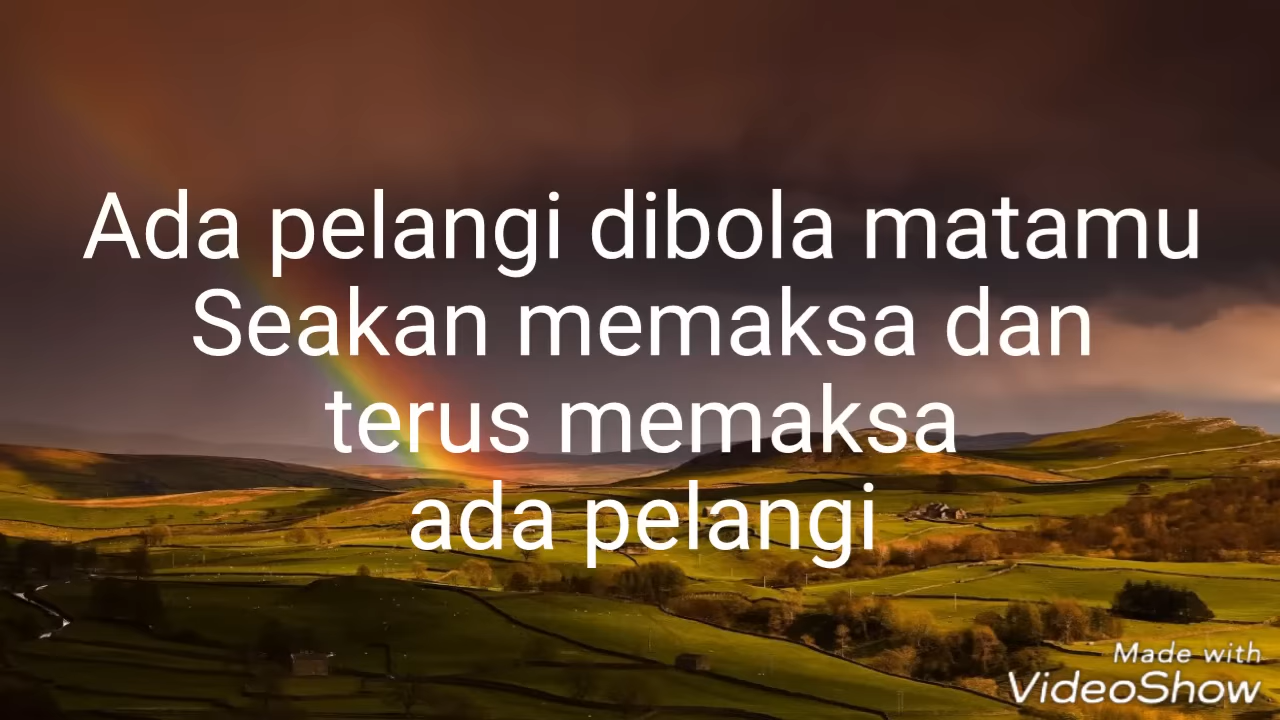 Ada pelangi dibola matamu
Seakan memaksa dan
terus memaksa
ada pelangi
Made with
VideoShow